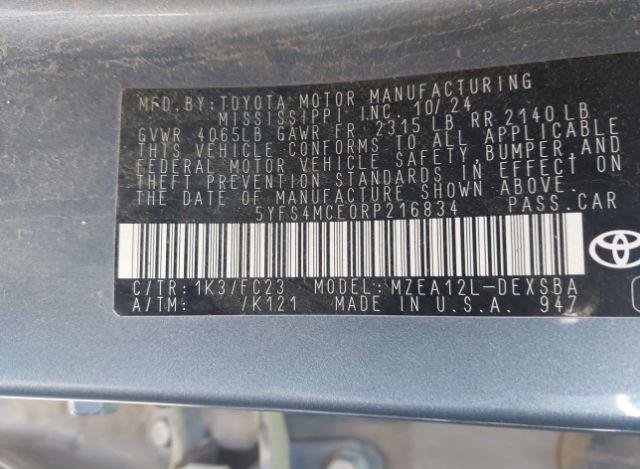 MFD. BY: TOYOTA MOTOR MANUFACTURING
MISSISSIPPI INC. 10/24
GVWR 4065LB GAWR FR. 2315 LB RR 2140 LB
THIS VEHICLE CONFORMS TO ALL APPLICABLE
FEDERAL MOTOR VEHICLE SAFETY, BUMPER AND
THEFT PREVENTION STANDARDS IN EFFECT ON
THE DATE OF MANUFACTURE SHOWN ABOVE.
5YFS4MCE0RP216834 PASS. CAR
C/TR: 1K3/FC23 MODEL: MZEA12L-DEXSBA
A/TM: /K121 MADE IN U.S.A. 947